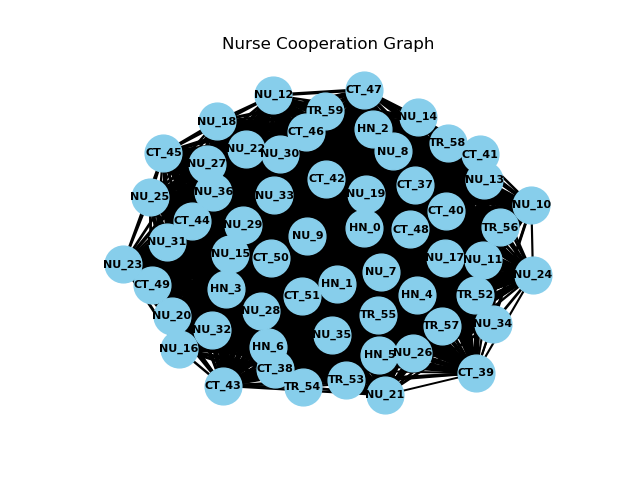 Nurse Cooperation Graph
CT_47
NU_12
TR_59
NU_14
NU_18
HN_2
CT_46
TR_58
NU_22
NU_8
CT_45
NU_30
CT_41
NU_27
CT_42
NU_13
CT_37
NU_36
NU_19
NU_33
NU_25
NU_10
CT_40
CT_44
NU_29
TR_56
HN_0
CT_48
NU_9
NU_31
NU_15
CT_50
NU_17
NU_11
NU_23
NU_7
NU_24
HN_1
CT_49
HN_3
CT_51
HN_4
TR_52
NU_28
NU_20
TR_55
NU_34
TR_57
NU_32
NU_35
HN_6
NU_16
NU_26
HN_5
CT_38
CT_39
TR_53
CT_43
TR_54
NU_21